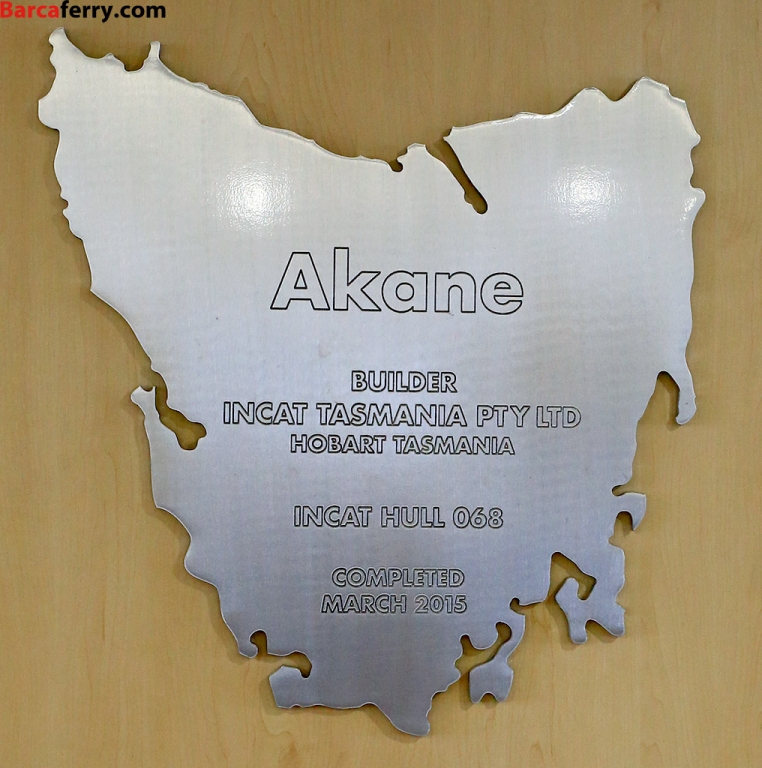 Barcaferry.com
Akane
BUILDER
INCAT TASMANIA PTY LTD
HOBART TASMANIA
INCAT HULL 068
COMPLETED
MARCH 2015